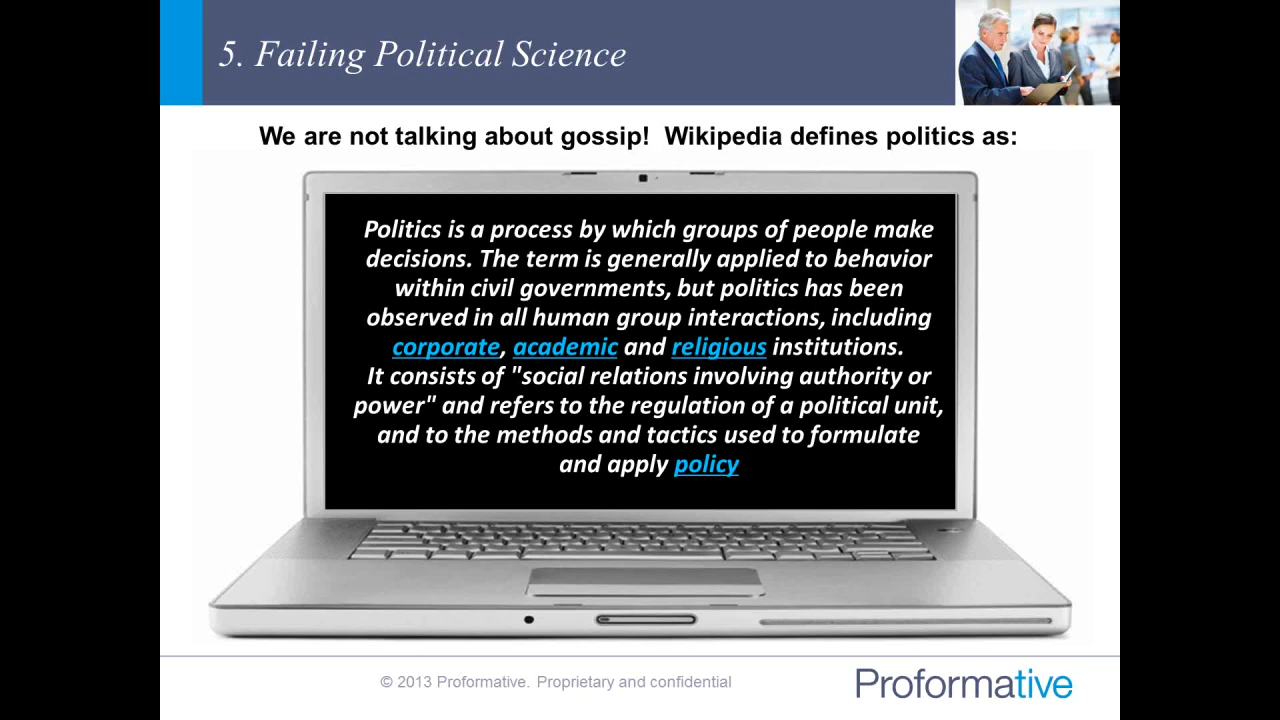 5. Failing Political Science
We are not talking about gossip!  Wikipedia defines politics as:
Politics is a process by which groups of people make
decisions. The term is generally applied to behavior
within civil governments, but politics has been
observed in all human group interactions, including
corporate, academic and religious institutions.
It consists of "social relations involving authority or
power" and refers to the regulation of a political unit,
and to the methods and tactics used to formulate
and apply policy
© 2013 Proformative.  Proprietary and confidential
Proformative